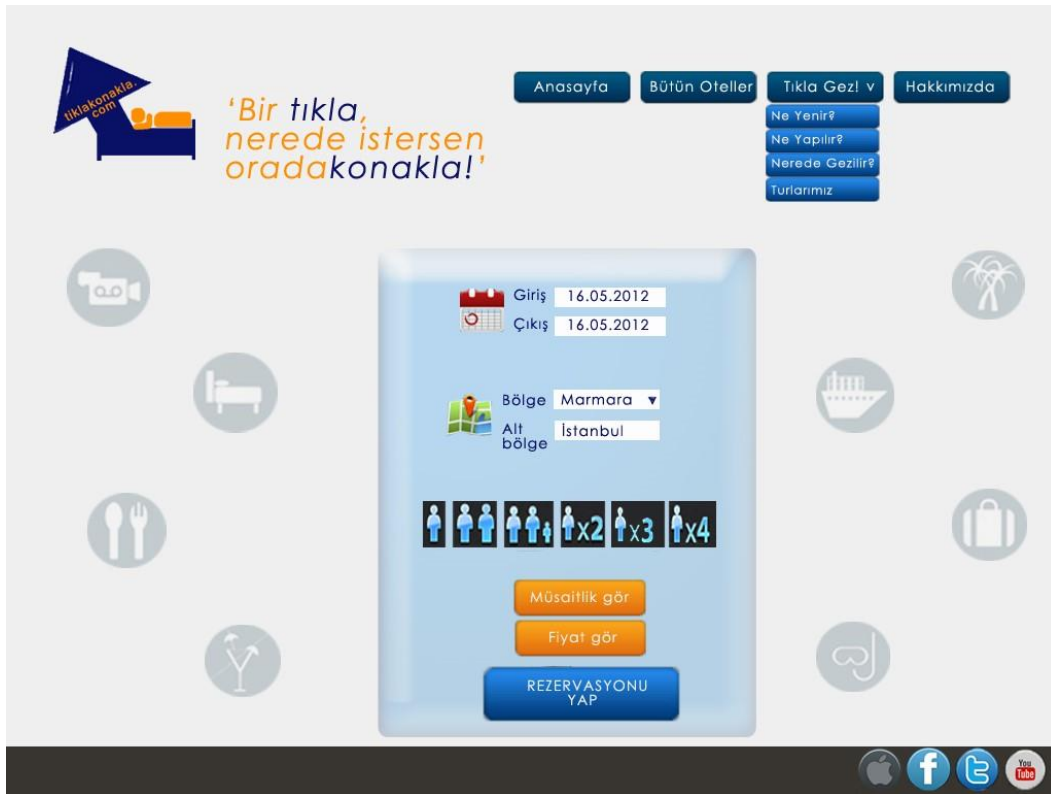 tiklakonakla.
com
'Bir tıkla,
nerede istersen
oradakonakla!'
Anasayfa
Bütün Oteller
Tıkla Gez! v
Hakkımızda
Ne Yenir?
Ne Yapılır?
Nerede Gezilir?
Turlarımız
Giriş 16.05.2012
Çıkış 16.05.2012
Bölge Marmara
Alt
bölge
İstanbul
x2 x3 x4
Müsaitlik gör
Fiyat gör
REZERVASYONU
YAP
You
Tube